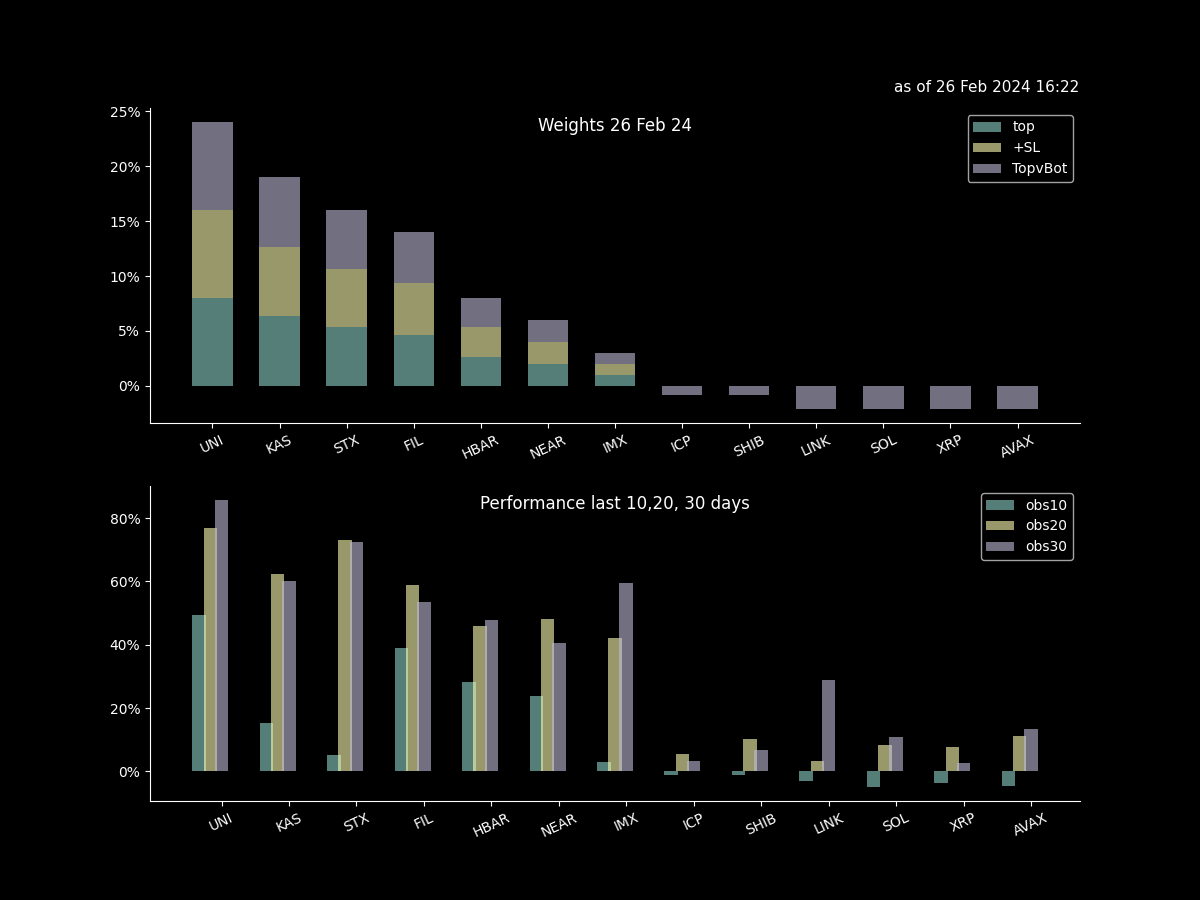 as of 26 Feb 2024 16:22
Weights 26 Feb 24
top
+SL
TopvBot
25%
20%
15%
10%
5%
0%
UNI KAS STX FIL HBAR NEAR IMX ICP SHIB LINK SOL XRP AVAX
Performance last 10,20, 30 days
obs10
obs20
obs30
80%
60%
40%
20%
0%
UNI KAS STX FIL HBAR NEAR IMX ICP SHIB LINK SOL XRP AVAX